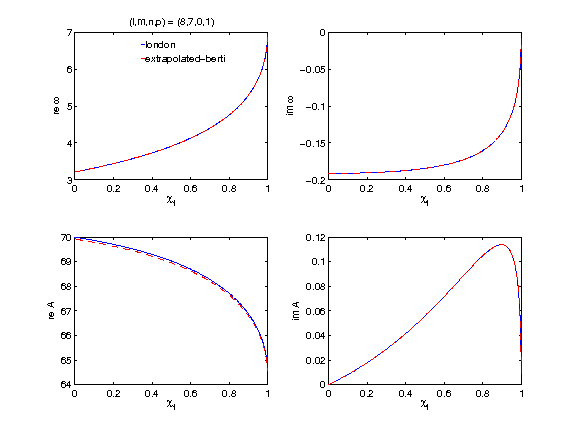 (l,m,n,p) = (8,7,0,1)
7
6
5
4
3
re ω
0 0.2 0.4 0.6 0.8 1
χf
london
extrapolated−berti
0
−0.05
−0.1
−0.15
−0.2
im ω
0 0.2 0.4 0.6 0.8 1
χf
70
69
68
67
66
65
64
re A
0 0.2 0.4 0.6 0.8 1
χf
0.12
0.1
0.08
0.06
0.04
0.02
0
im A
0 0.2 0.4 0.6 0.8 1
χf